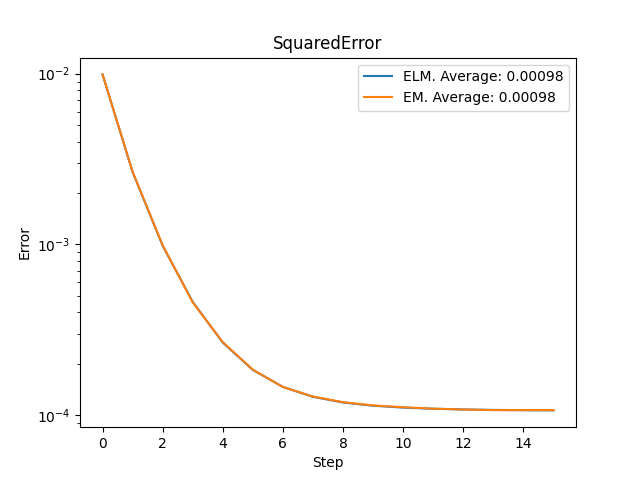 SquaredError
ELM. Average: 0.00098
EM. Average: 0.00098
Error
10⁻²
10⁻³
10⁻⁴
0 2 4 6 8 10 12 14
Step